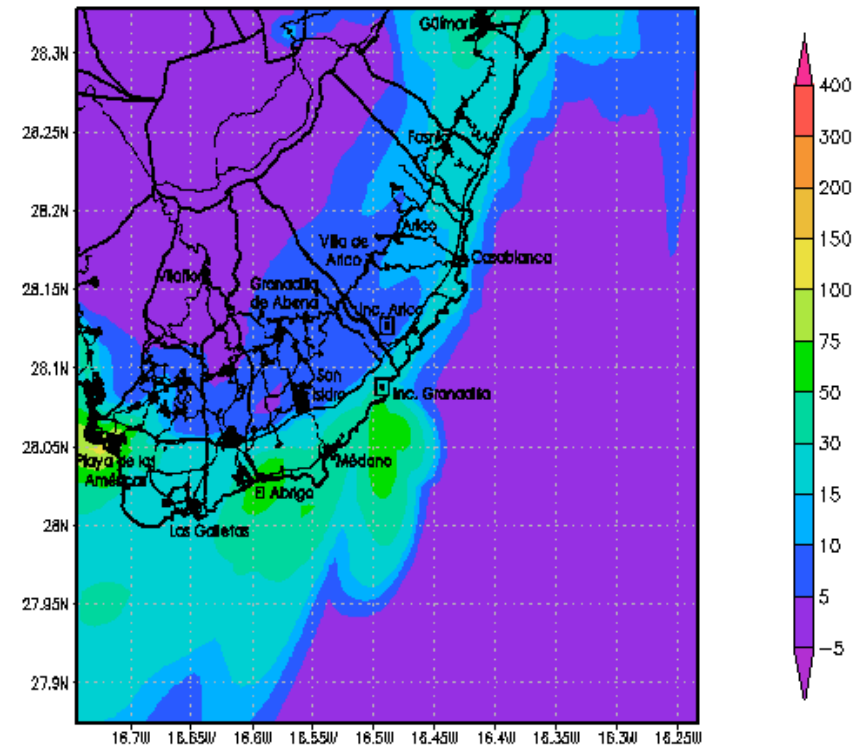 Güimar
28.3N
400
300
28.25N
Fasnia
200
28.2N
Arico
150
Villa de
Arico
Casablanca
Vilaflor
28.15N
100
Granadilla
de Abona
Inc. Arico
75
28.1N
San
Isidro
Inc. Granadilla
50
28.05N
Playa de las
Américas
Médano
30
El Abrigo
15
28N
Las Galletas
10
27.95N
5
27.9N
-5
16.7W
16.65W
16.6W
16.55W
16.5W
16.45W
16.4W
16.35W
16.3W
16.25W